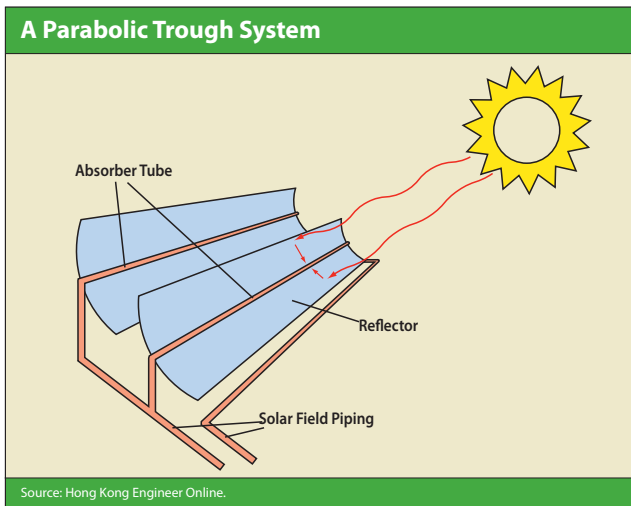 A Parabolic Trough System
Absorber Tube
Reflector
Solar Field Piping
Source: Hong Kong Engineer Online.